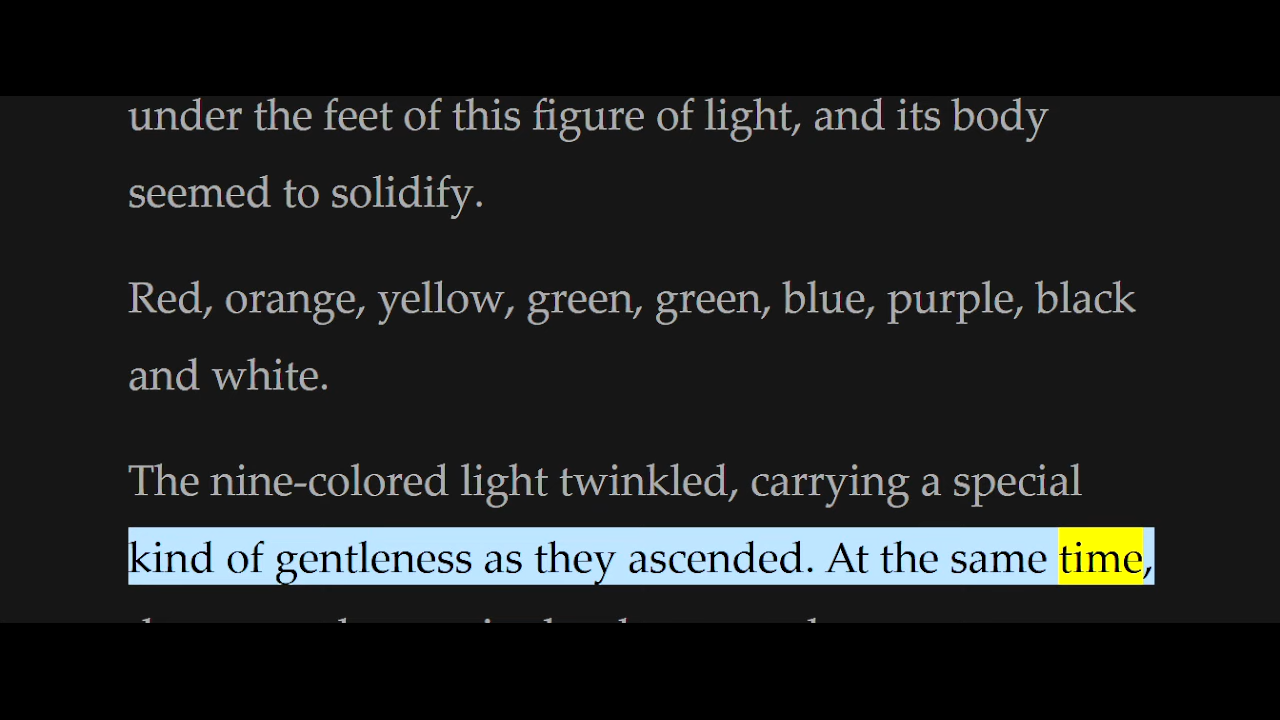 under the feet of this figure of light, and its body
seemed to solidify.
Red, orange, yellow, green, green, blue, purple, black
and white.
The nine-colored light twinkled, carrying a special
kind of gentleness as they ascended. At the same time,